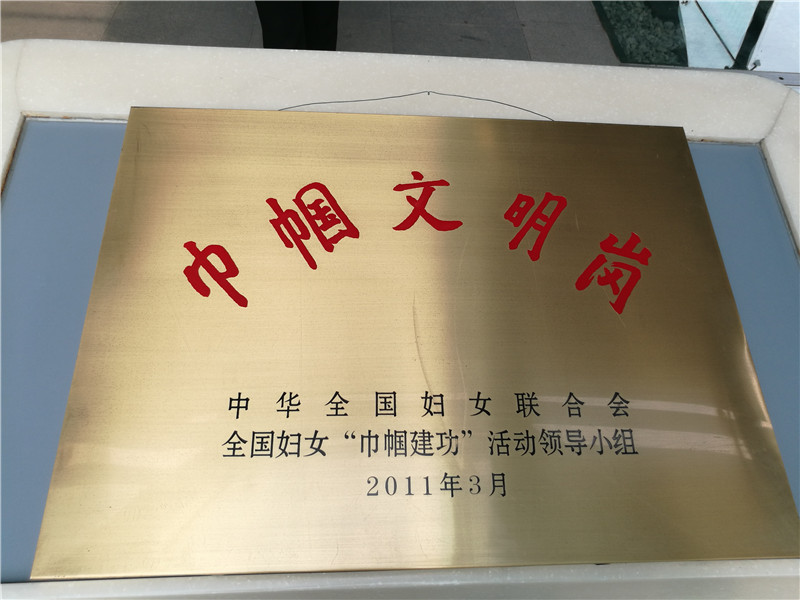 巾帼文明岗
中华全国妇女联合会
全国妇女“巾帼建功”活动领导小组
2011年3月